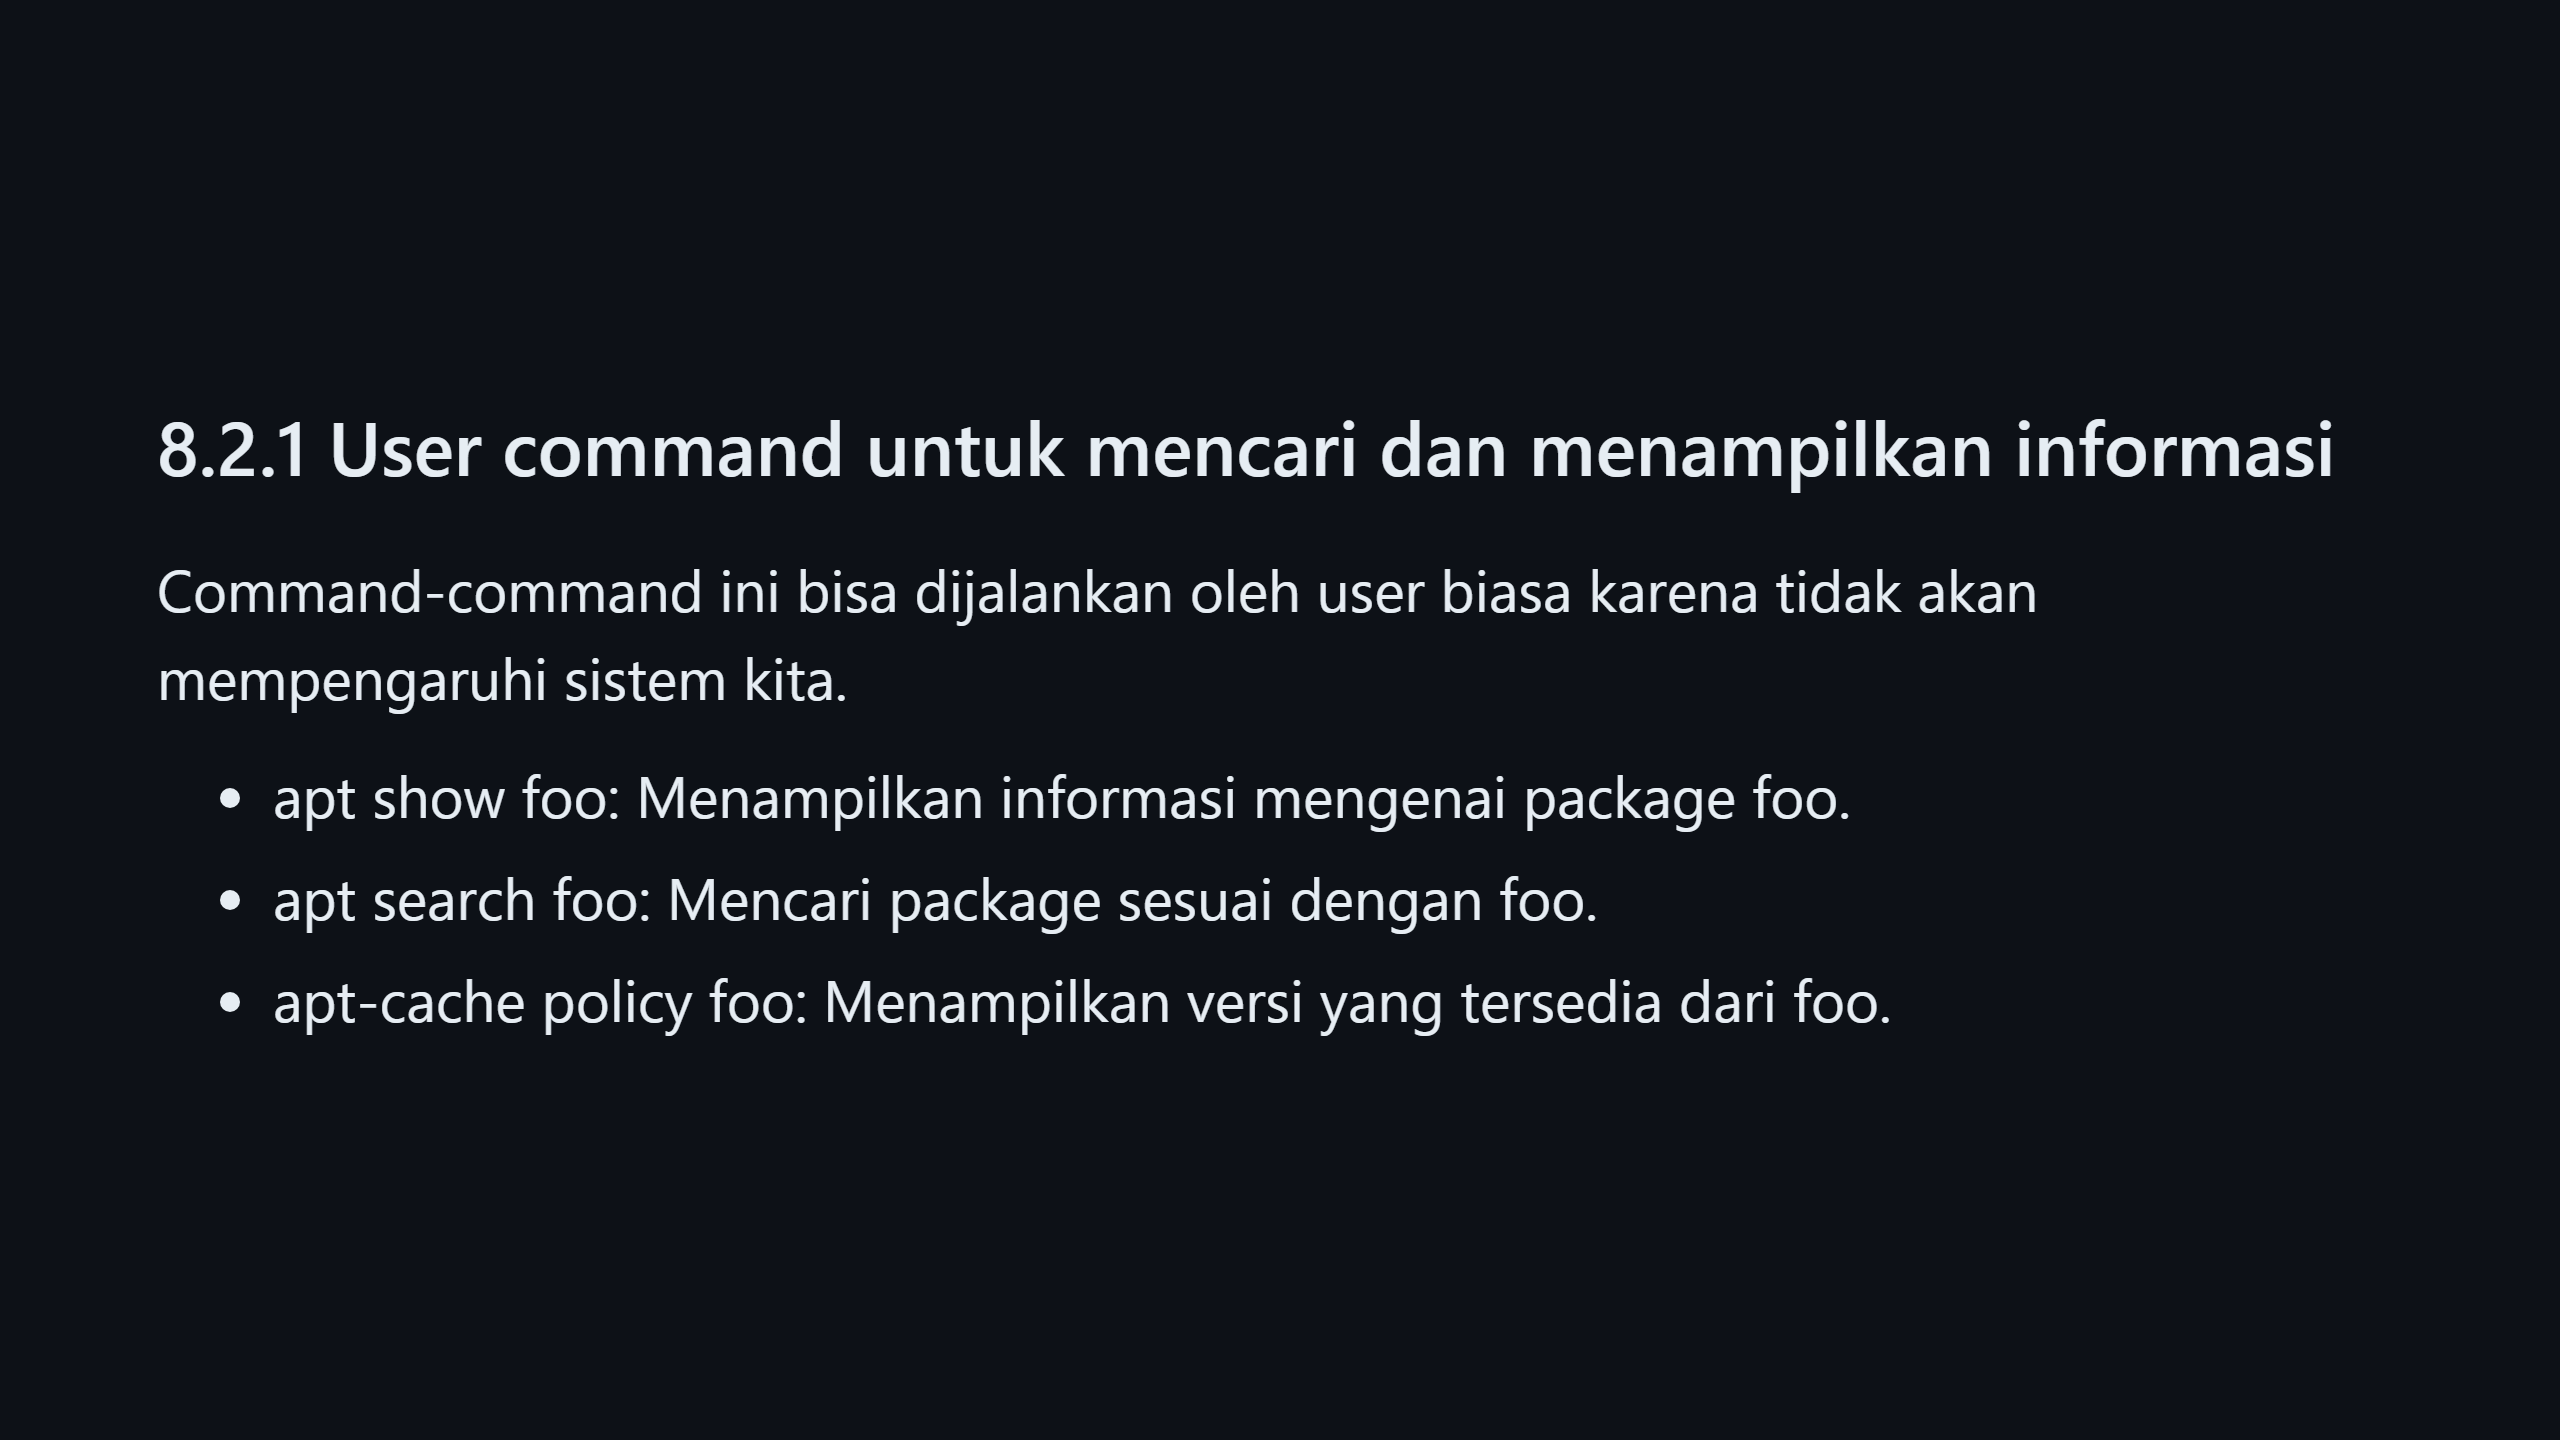 8.2.1 User command untuk mencari dan menampilkan informasi
Command-command ini bisa dijalankan oleh user biasa karena tidak akan
mempengaruhi sistem kita.
• apt show foo: Menampilkan informasi mengenai package foo.
• apt search foo: Mencari package sesuai dengan foo.
• apt-cache policy foo: Menampilkan versi yang tersedia dari foo.